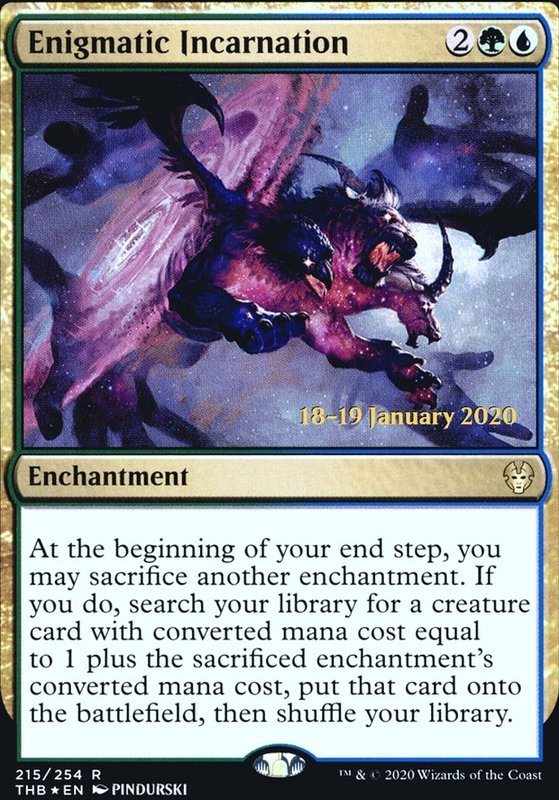 Enigmatic Incarnation 2
18–19 January 2020
Enchantment
At the beginning of your end step, you
may sacrifice another enchantment. If
you do, search your library for a creature
card with converted mana cost equal
to 1 plus the sacrificed enchantment's
converted mana cost, put that card onto
the battlefield, then shuffle your library.
215/254 R
THB★EN PINDURSKI
™ & © 2020 Wizards of the Coast